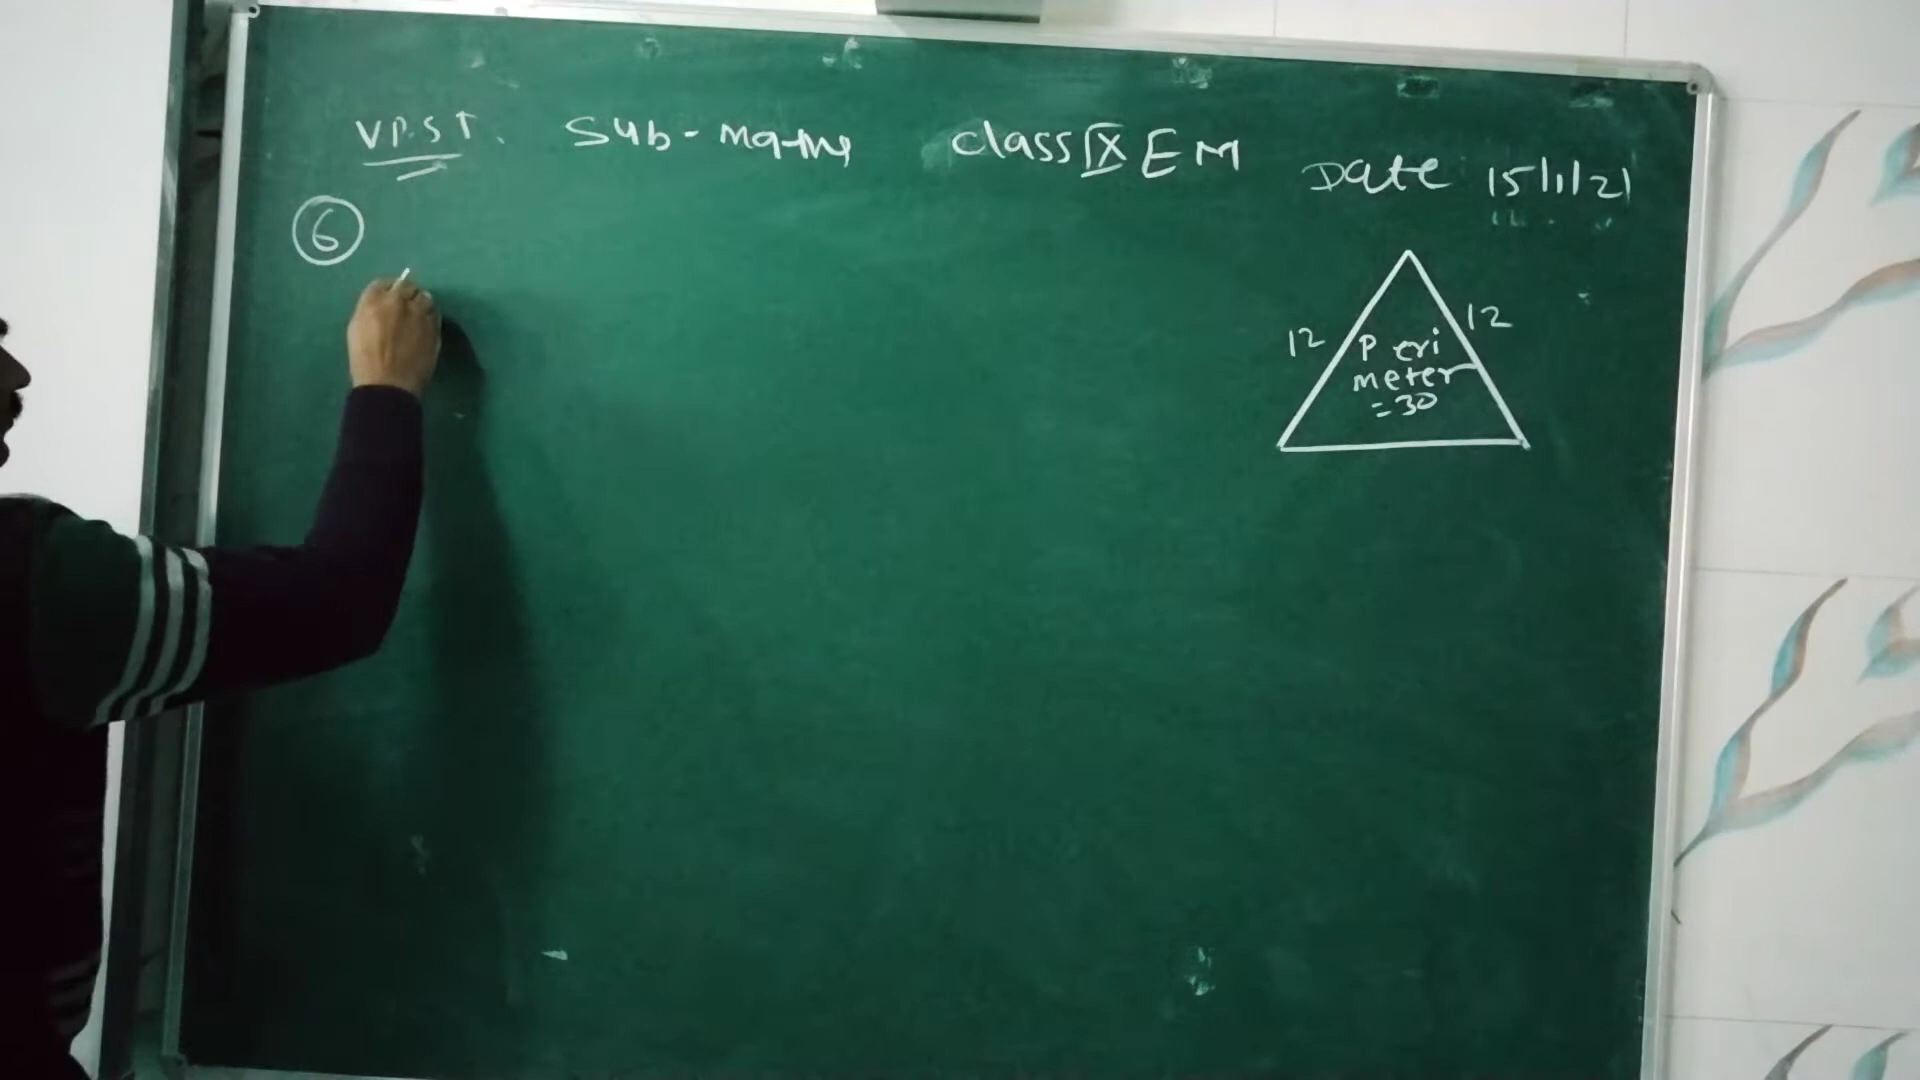 V.P.S.T. Sub-maths class IX EM Date 15/1/21
6
12 12
Peri
meter
=30